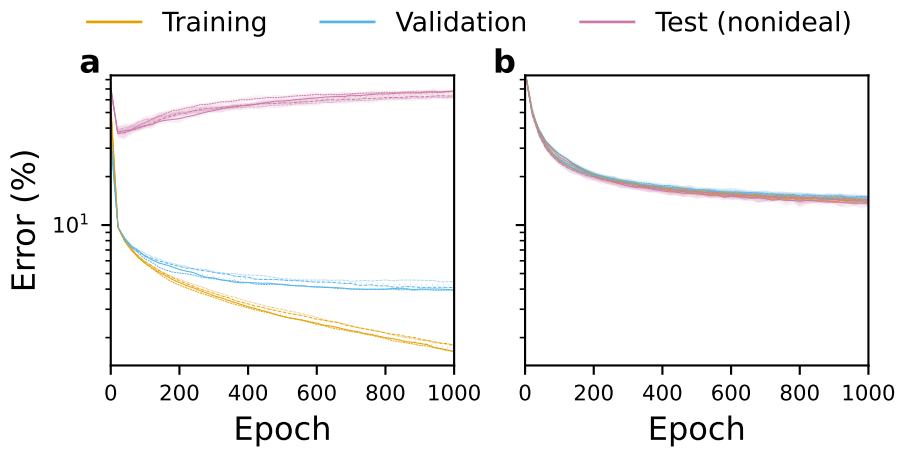 Training Validation Test (nonideal)
a b
Error (%)
10¹
0 200 400 600 800 1000 0 200 400 600 800 1000
Epoch Epoch